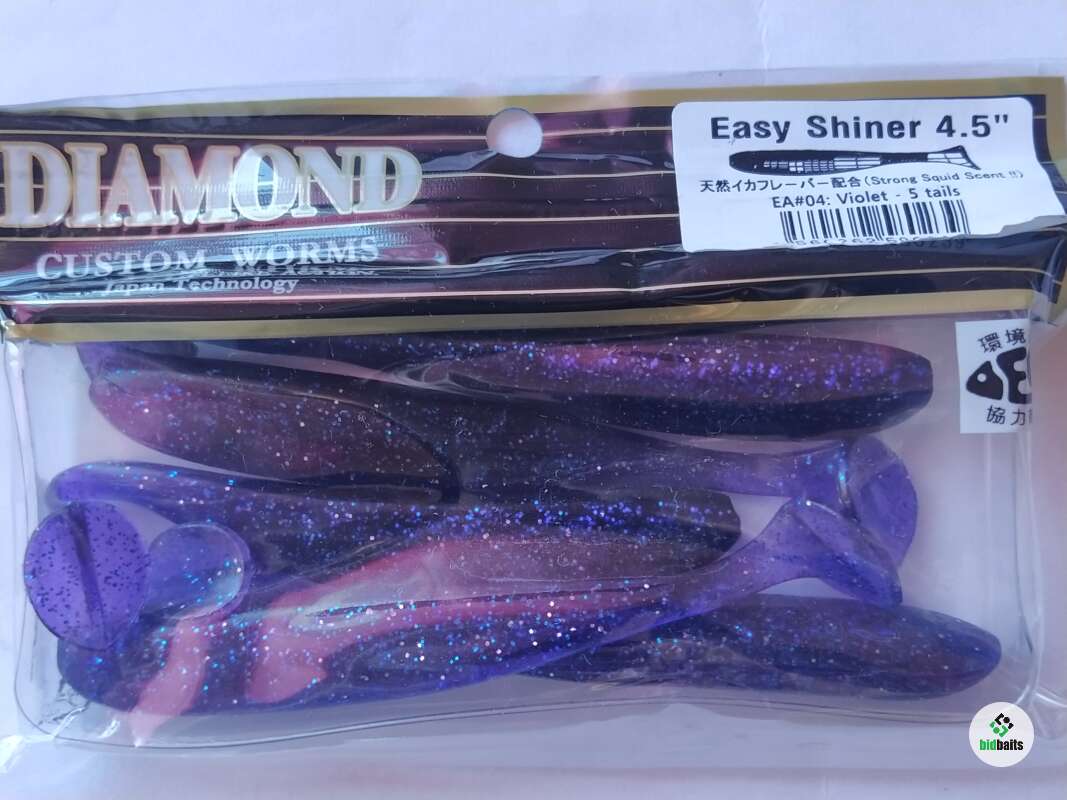 DIAMOND
CUSTOM WORMS
Japan Technology
Easy Shiner 4.5"
天然イカフレーバー配合(Strong Squid Scent !!)
EA#04: Violet - 5 tails
環境
協力
bidbaits